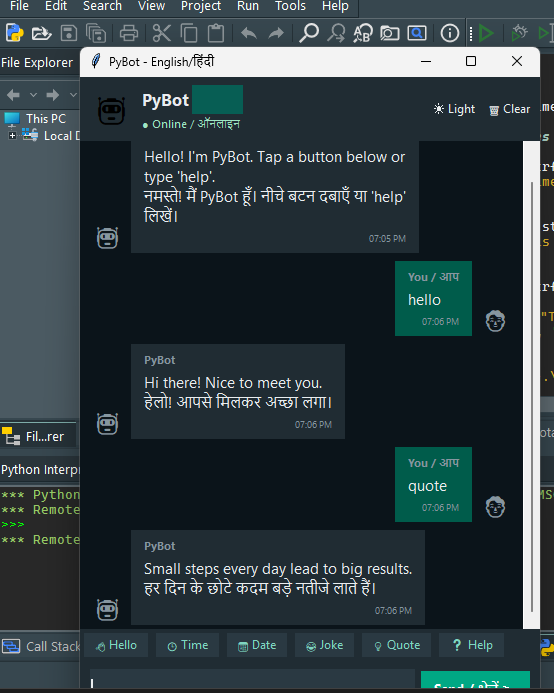 File Edit Search View Project Run Tools Help
File Explorer
This PC
Local D
PyBot - English/हिंदी
PyBot
● Online / ऑनलाइन
Light
Clear
Hello! I'm PyBot. Tap a button below or
type 'help'.
नमस्ते! मैं PyBot हूँ। नीचे बटन दबाएँ या 'help'
लिखें।
07:05 PM
You / आप
hello
07:06 PM
PyBot
Hi there! Nice to meet you.
हेलो! आपसे मिलकर अच्छा लगा।
07:06 PM
You / आप
quote
07:06 PM
PyBot
Small steps every day lead to big results.
हर दिन के छोटे कदम बड़े नतीजे लाते हैं।
07:06 PM
Fil...rer
Python Interp
*** Python
*** Remote
>>>
*** Remote
Call Stack
Hello
Time
Date
Joke
Quote
? Help
Send /